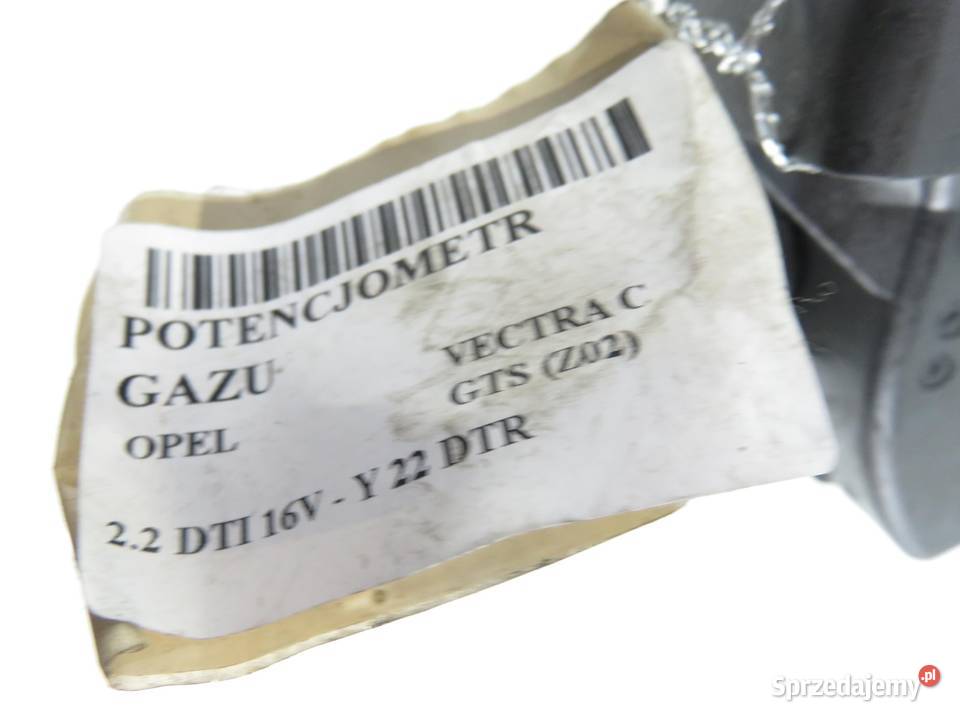 POTENCJOMETR
GAZU
OPEL
VECTRA C
GTS (Z02)
2.2 DTI 16V - Y 22 DTR
Sprzedajemy.pl